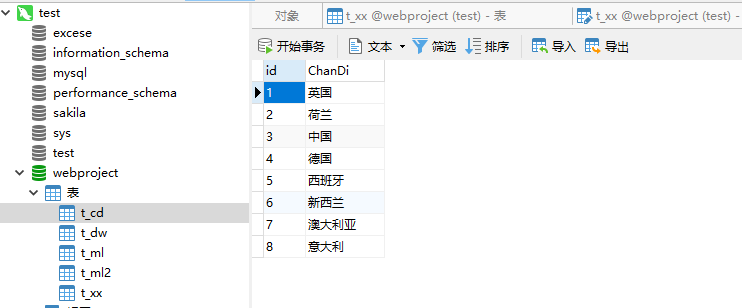 test
excese
information_schema
mysql
performance_schema
sakila
sys
test
webproject
表
t_cd
t_dw
t_ml
t_ml2
t_xx
对象
t_xx @webproject (test) - 表
t_xx @webproject (test) - 表
开始事务
文本
筛选
排序
导入
导出
id ChanDi
1 英国
2 荷兰
3 中国
4 德国
5 西班牙
6 新西兰
7 澳大利亚
8 意大利